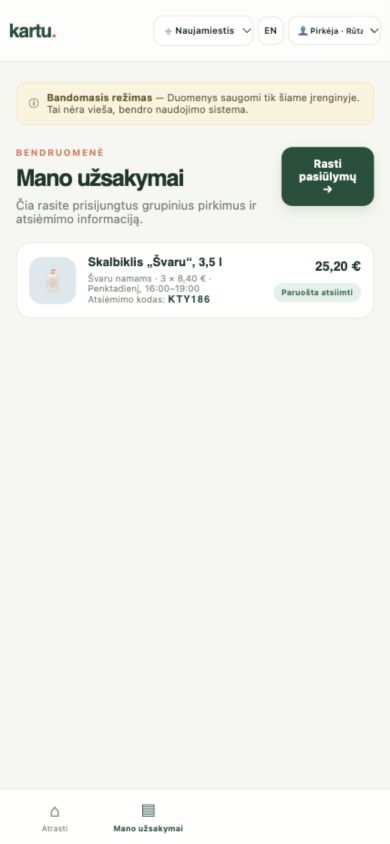 kartu.
Naujamiestis
EN
Pirkėja · Rūta
Bandomasis režimas — Duomenys saugomi tik šiame įrenginyje.
Tai nėra vieša, bendro naudojimo sistema.
BENDRUOMENĖ
Mano užsakymai
Čia rasite prisijungtus grupinius pirkimus ir
atsiėmimo informaciją.
Rasti
pasiūlymų
→
Skalbiklis „Švaru“, 3,5 l
Švaru namams · 3 × 8,40 € ·
Penktadienį, 16:00–19:00
Atsiėmimo kodas: KTY186
25,20 €
Paruošta atsiimti
Atrasti
Mano užsakymai